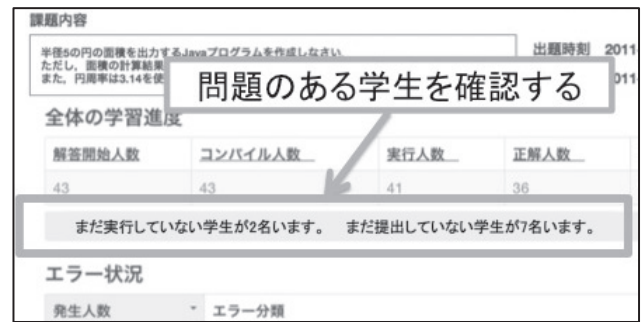 課題内容
半径5の円の面積を出力するJavaプログラムを作成しなさい。
ただし、面積の計算結果
また、円周率は3.14を使
出題時刻 2011
2011
問題のある学生を確認する
全体の学習進度
解答開始人数 コンパイル人数 実行人数 正解人数
43 43 41 36
まだ実行していない学生が2名います。 まだ提出していない学生が7名います。
エラー状況
発生人数 エラー分類